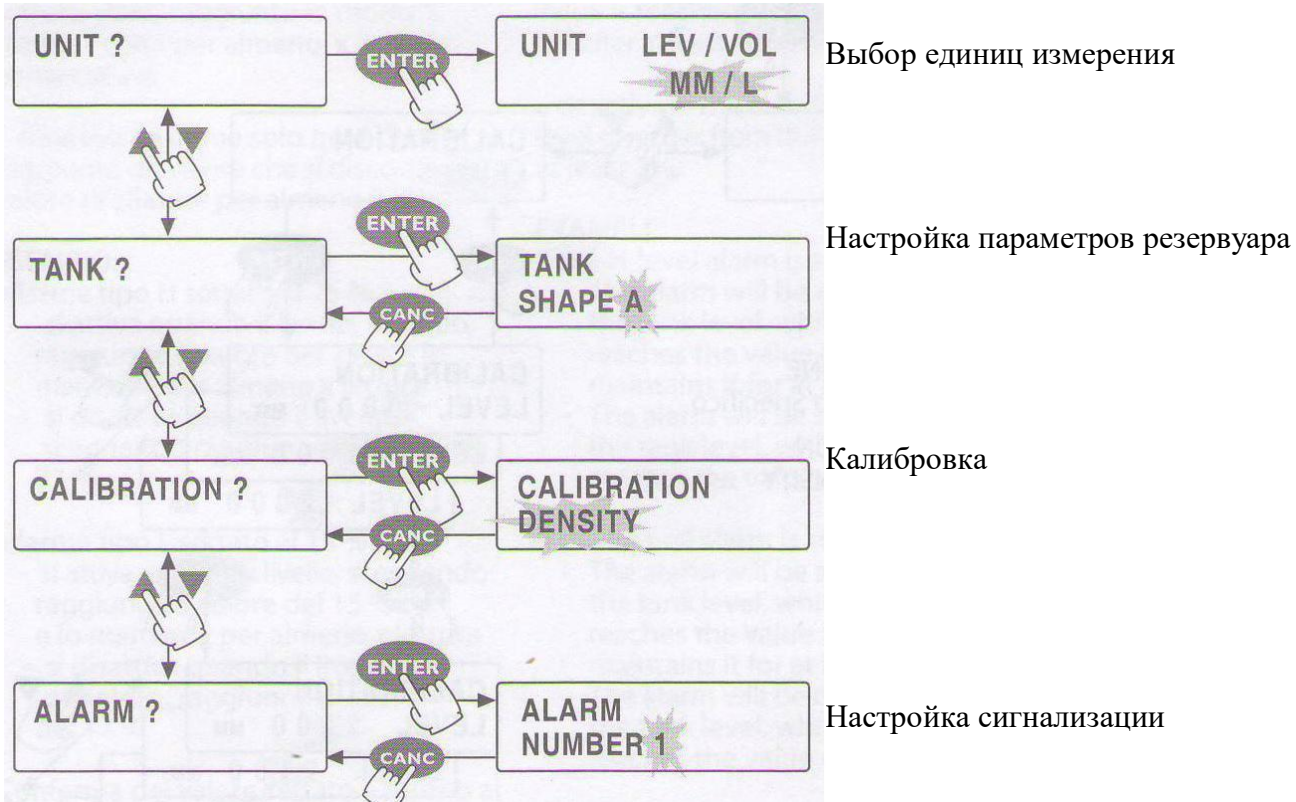 UNIT ?
ENTER
UNIT LEV / VOL
MM / L
Выбор единиц измерения
TANK ?
ENTER
CANC
TANK
SHAPE A
Настройка параметров резервуара
CALIBRATION ?
ENTER
CANC
CALIBRATION
DENSITY
Калибровка
ALARM ?
ENTER
CANC
ALARM
NUMBER 1
Настройка сигнализации